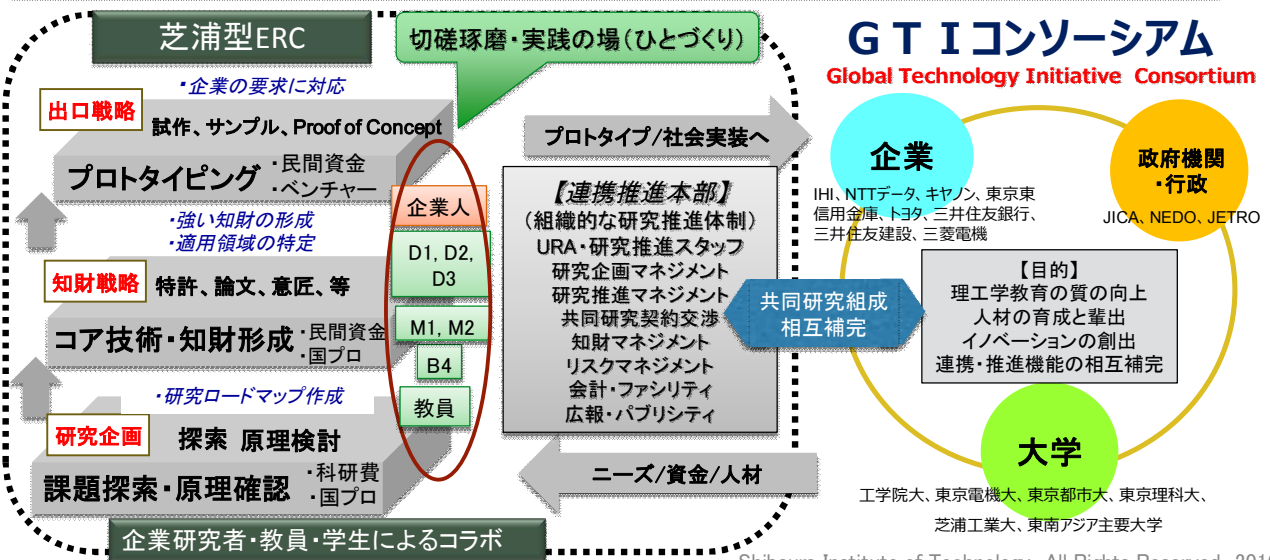 芝浦型ERC
切磋琢磨・実践の場(ひとづくり)
・企業の要求に対応
出口戦略
試作、サンプル、Proof of Concept
プロトタイピング
・民間資金
・ベンチャー
・強い知財の形成
・適用領域の特定
知財戦略
特許、論文、意匠、等
コア技術・知財形成
・民間資金
・国プロ
・研究ロードマップ作成
研究企画
探索 原理検討
課題探索・原理確認
・科研費
・国プロ
企業研究者・教員・学生によるコラボ
企業人
D1, D2,
D3
M1, M2
B4
教員
プロトタイプ/社会実装へ
【連携推進本部】
(組織的な研究推進体制)
URA・研究推進スタッフ
研究企画マネジメント
研究推進マネジメント
共同研究契約交渉
知財マネジメント
リスクマネジメント
会計・ファシリティ
広報・パブリシティ
ニーズ/資金/人材
共同研究組成
相互補完
GTIコンソーシアム
Global Technology Initiative Consortium
企業
IHI、NTTデータ、キヤノン、東京東
信用金庫、トヨタ、三井住友銀行、
三井住友建設、三菱電機
政府機関
・行政
JICA、NEDO、JETRO
【目的】
理工学教育の質の向上
人材の育成と輩出
イノベーションの創出
連携・推進機能の相互補完
大学
工学院大、東京電機大、東京都市大、東京理科大、
芝浦工業大、東南アジア主要大学
Shibaura Institute of Technology All Rights Reserved